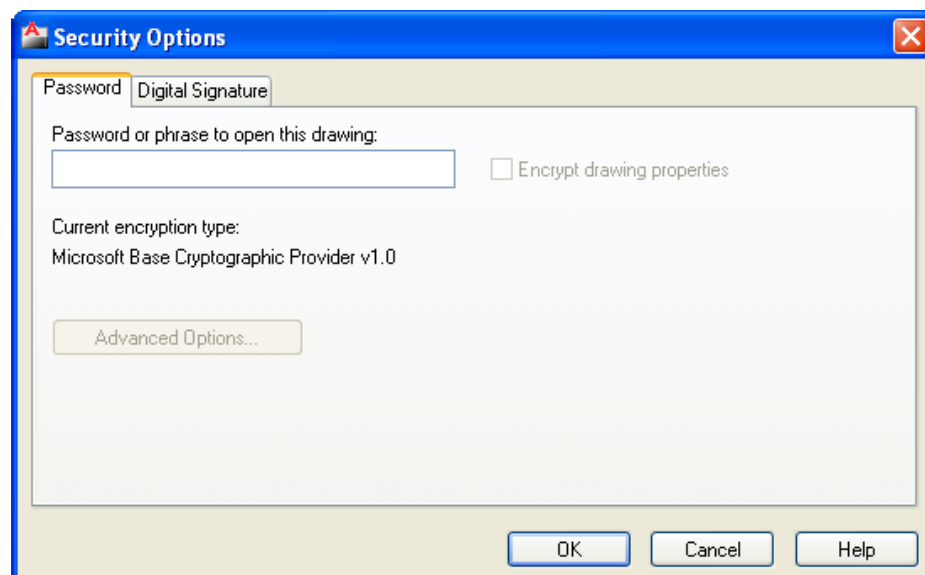 Security Options
Password Digital Signature
Password or phrase to open this drawing:
Encrypt drawing properties
Current encryption type:
Microsoft Base Cryptographic Provider v1.0
Advanced Options...
OK Cancel Help